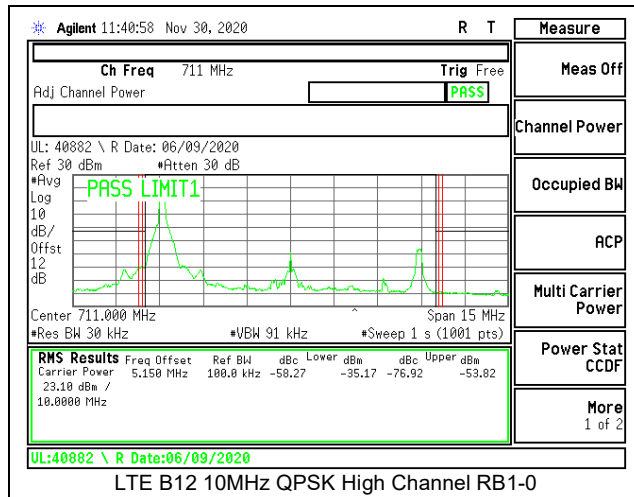 Agilent 11:40:58 Nov 30, 2020 R T
Measure
Ch Freq 711 MHz Trig Free
Meas Off
Adj Channel Power PASS
Channel Power
UL: 40882 \ R Date: 06/09/2020
Ref 30 dBm #Atten 30 dB
#Avg
PASS LIMIT1
Occupied BW
Log
10
dB/
ACP
Offst
12
dB
Multi Carrier
Power
Center 711.000 MHz ^ Span 15 MHz
#Res BW 30 kHz #VBW 91 kHz #Sweep 1 s (1001 pts)
Power Stat
CCDF
RMS Results Freq Offset Ref BW dBc Lower dBm dBc Upper dBm
Carrier Power 5.150 MHz 100.0 kHz -58.27 -35.17 -76.92 -53.82
23.10 dBm /
10.0000 MHz
More
1 of 2
UL:40882 \ R Date:06/09/2020
LTE B12 10MHz QPSK High Channel RB1-0